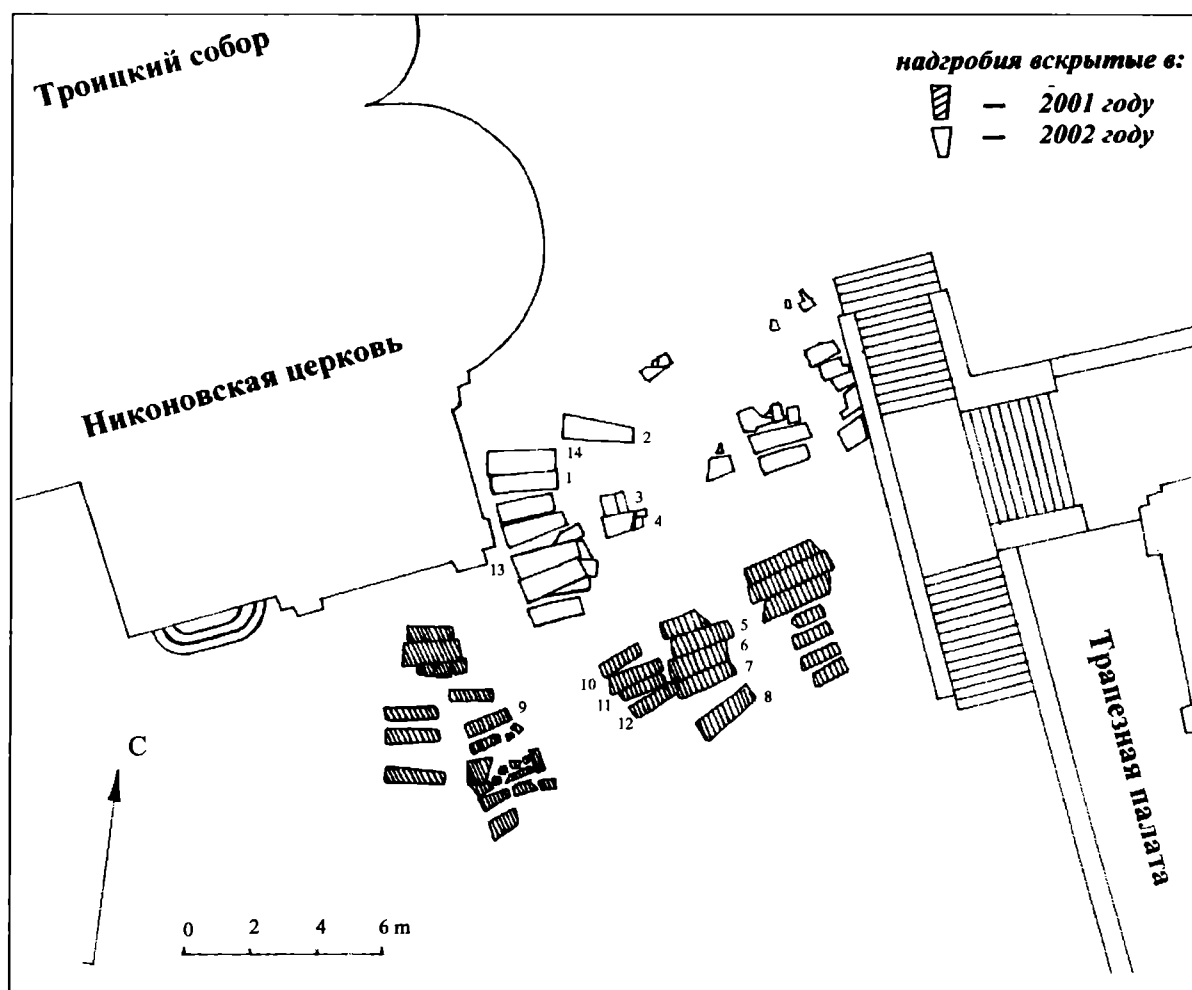 Троицкий собор
надгробия вскрытые в:
— 2001 году
— 2002 году
Никоновская церковь
2
14
1
3
4
13
5
6
7
8
10
11
12
9
С
0 2 4 6 m
Трапезная палата